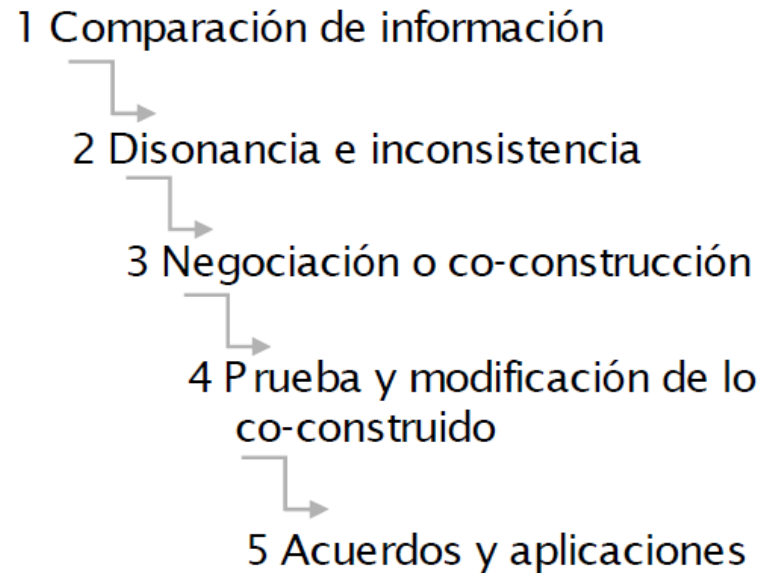 1 Comparación de información
2 Disonancia e inconsistencia
3 Negociación o co-construcción
4 Prueba y modificación de lo
co-construido
5 Acuerdos y aplicaciones